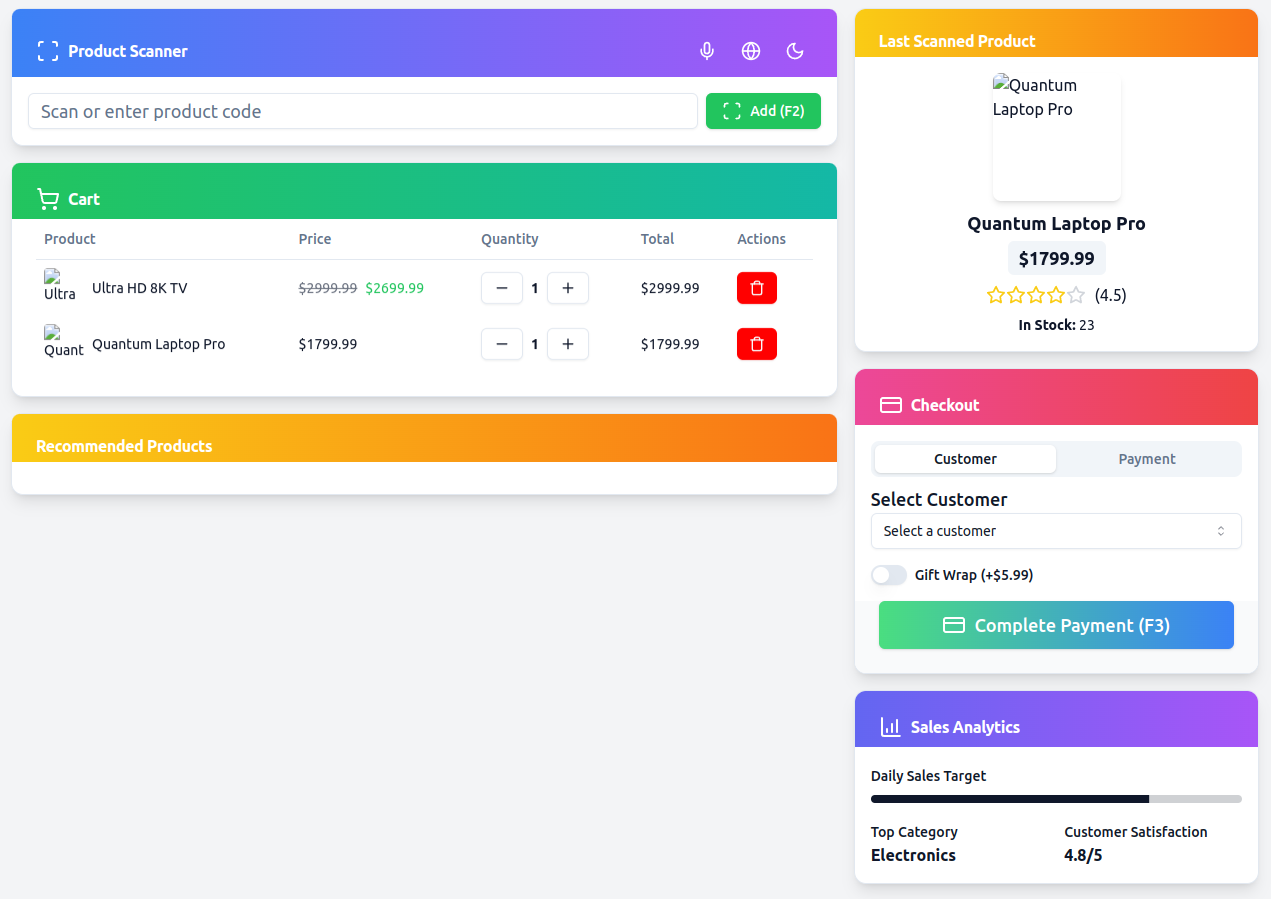 Product Scanner
Scan or enter product code
Add (F2)
Cart
Product Price Quantity Total Actions
Ultra
Ultra HD 8K TV $2999.99 $2699.99 1 $2999.99
Quant
Quantum Laptop Pro $1799.99 1 $1799.99
Recommended Products
Last Scanned Product
Quantum
Laptop Pro
Quantum Laptop Pro
$1799.99
(4.5)
In Stock: 23
Checkout
Customer Payment
Select Customer
Select a customer
Gift Wrap (+$5.99)
Complete Payment (F3)
Sales Analytics
Daily Sales Target
Top Category Customer Satisfaction
Electronics 4.8/5